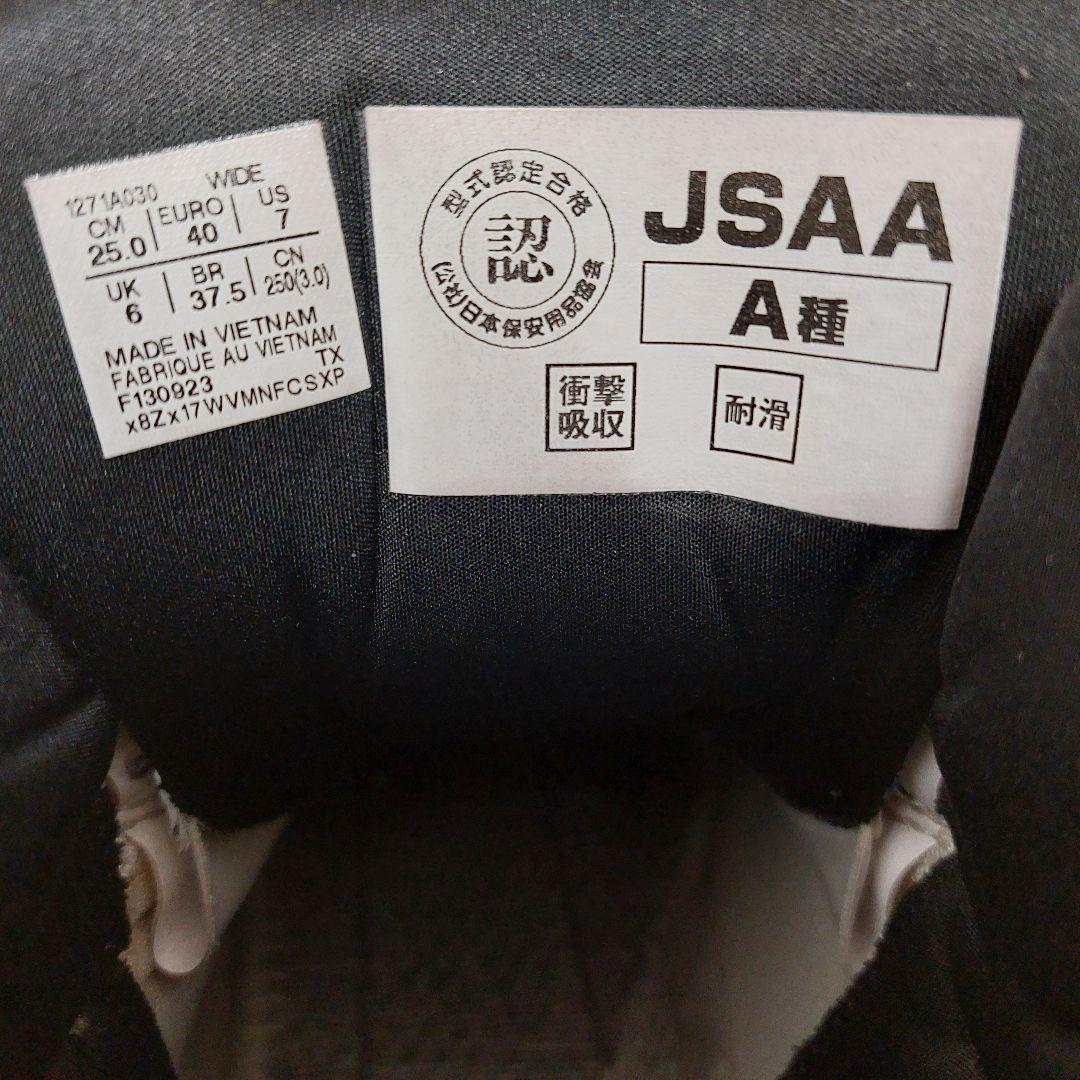 1271A030 WIDE
CM EURO US
25.0 40 7
UK BR CN
6 37.5 250(3.0)
MADE IN VIETNAM
FABRIQUE AU VIETNAM
F130923 TX
x8Zx17WVMNFCSXP
型式認定合格
認
(公社)日本保安用品協会
JSAA
A種
衝撃
吸収
耐滑